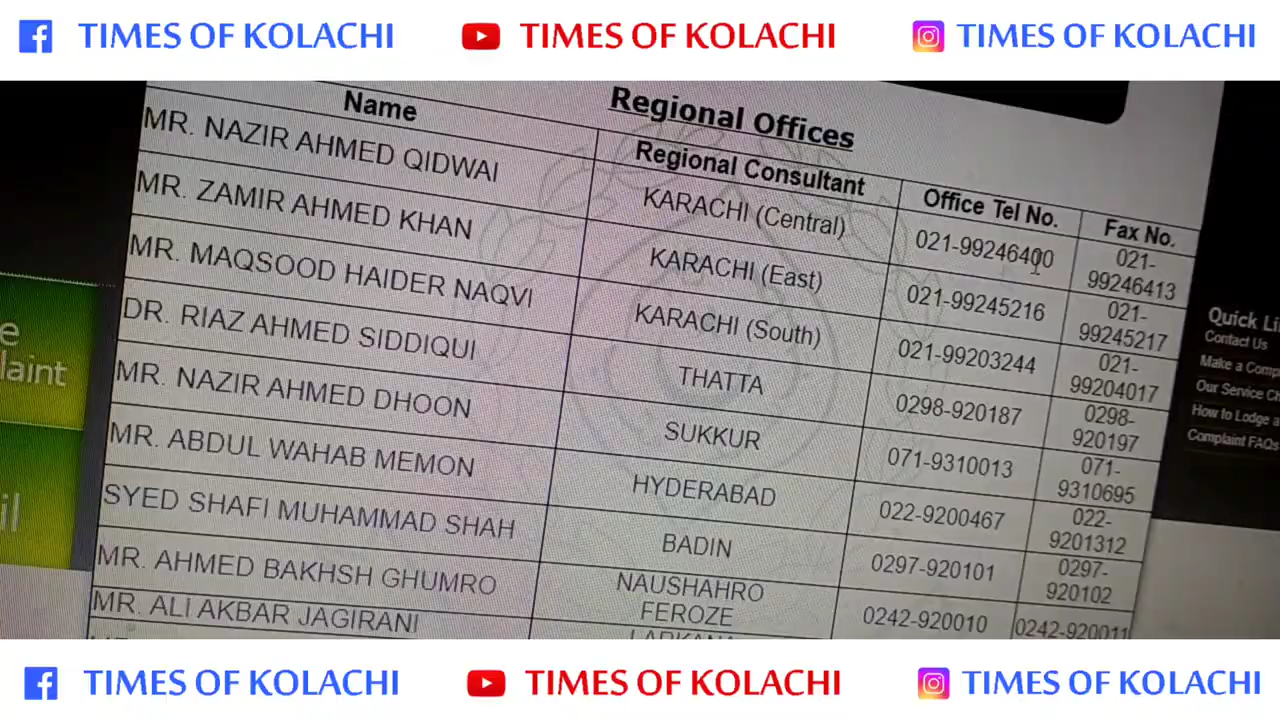 TIMES OF KOLACHI TIMES OF KOLACHI TIMES OF KOLACHI
Regional Offices
Name Regional Consultant Office Tel No. Fax No.
MR. NAZIR AHMED QIDWAI KARACHI (Central) 021-99246400 021-99246413
MR. ZAMIR AHMED KHAN KARACHI (East) 021-99245216 021-99245217
MR. MAQSOOD HAIDER NAQVI KARACHI (South) 021-99203244 021-99204017
DR. RIAZ AHMED SIDDIQUI THATTA 0298-920187 0298-920197
MR. NAZIR AHMED DHOON SUKKUR 071-9310013 071-9310695
MR. ABDUL WAHAB MEMON HYDERABAD 022-9200467 022-9201312
SYED SHAFI MUHAMMAD SHAH BADIN 0297-920101 0297-920102
MR. AHMED BAKHSH GHUMRO NAUSHAHRO FEROZE 0242-920010 0242-920011
MR. ALI AKBAR JAGIRANI
Quick Li
Contact Us
Make a Comp
Our Service Ch
How to Lodge a
Complaint FAQs
e
laint
il
TIMES OF KOLACHI TIMES OF KOLACHI TIMES OF KOLACHI